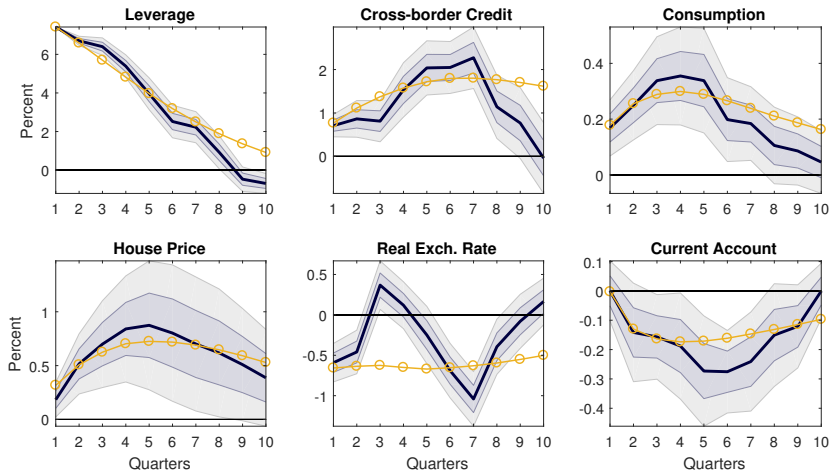 Leverage
Cross-border Credit
Consumption
Percent
6
4
2
0
2
1
0
0.4
0.2
0
1 2 3 4 5 6 7 8 9 10
1 2 3 4 5 6 7 8 9 10
1 2 3 4 5 6 7 8 9 10
House Price
Real Exch. Rate
Current Account
Percent
1
0.5
0
0.5
0
-0.5
-1
0.1
0
-0.1
-0.2
-0.3
-0.4
1 2 3 4 5 6 7 8 9 10
1 2 3 4 5 6 7 8 9 10
1 2 3 4 5 6 7 8 9 10
Quarters
Quarters
Quarters